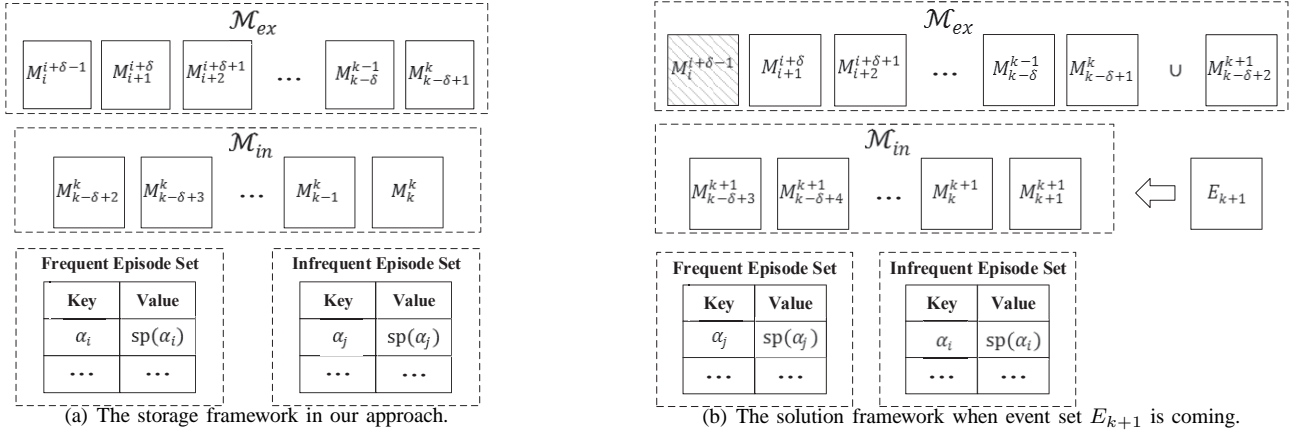 ℳ_ex
M_i^{i+δ−1} M_{i+1}^{i+δ} M_{i+2}^{i+δ+1} ... M_{k−δ}^{k−1} M_{k−δ+1}^{k}
ℳ_in
M_{k−δ+2}^{k} M_{k−δ+3}^{k} ... M_{k−1}^{k} M_k^k
Frequent Episode Set
Key Value
α_i sp(α_i)
... ...
Infrequent Episode Set
Key Value
α_j sp(α_j)
... ...
(a) The storage framework in our approach.
ℳ_ex
M_i^{i+δ−1} M_{i+1}^{i+δ} M_{i+2}^{i+δ+1} ... M_{k−δ}^{k−1} M_{k−δ+1}^{k} ∪ M_{k−δ+2}^{k+1}
ℳ_in
M_{k−δ+3}^{k+1} M_{k−δ+4}^{k+1} ... M_k^{k+1} M_{k+1}^{k+1} E_{k+1}
Frequent Episode Set
Key Value
α_j sp(α_j)
... ...
Infrequent Episode Set
Key Value
α_i sp(α_i)
... ...
(b) The solution framework when event set E_{k+1} is coming.